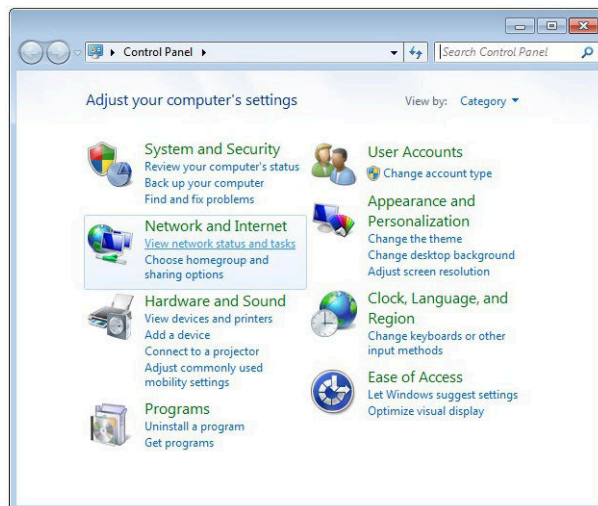 Control Panel
Search Control Panel
Adjust your computer's settings
View by: Category
System and Security
Review your computer's status
Back up your computer
Find and fix problems
Network and Internet
View network status and tasks
Choose homegroup and
sharing options
Hardware and Sound
View devices and printers
Add a device
Connect to a projector
Adjust commonly used
mobility settings
Programs
Uninstall a program
Get programs
User Accounts
Change account type
Appearance and
Personalization
Change the theme
Change desktop background
Adjust screen resolution
Clock, Language, and
Region
Change keyboards or other
input methods
Ease of Access
Let Windows suggest settings
Optimize visual display